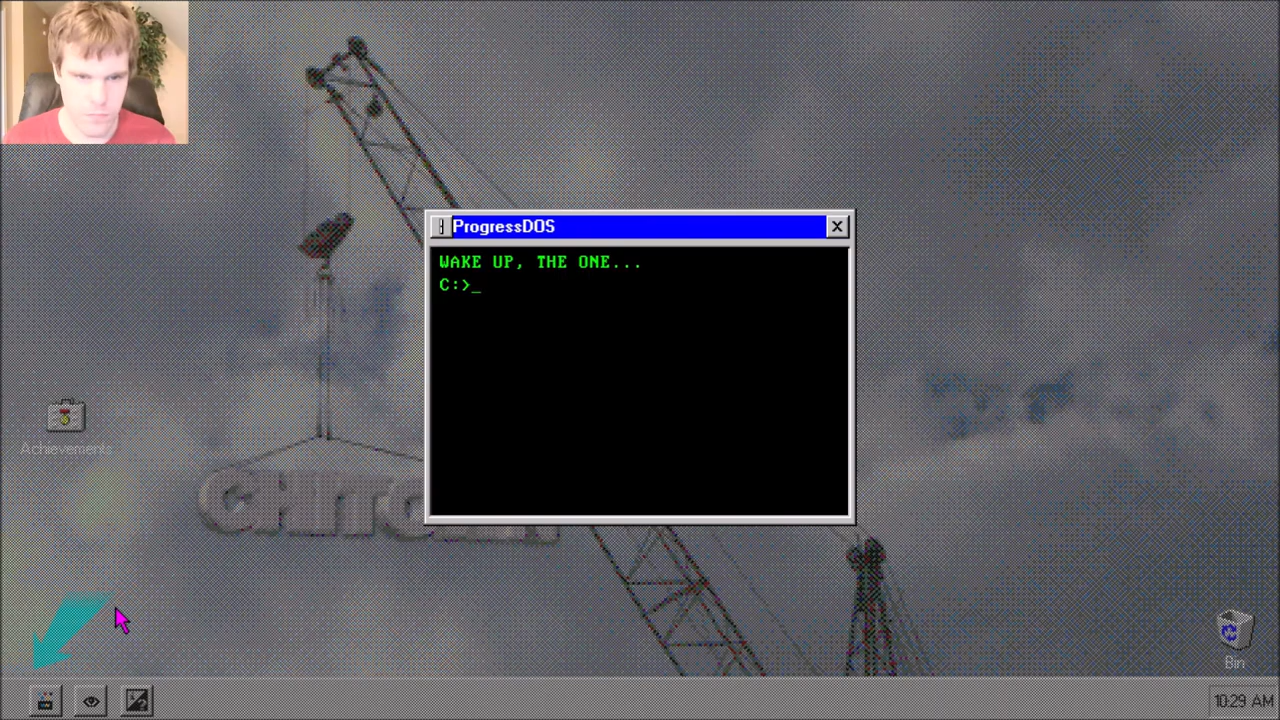 ProgressDOS
WAKE UP, THE ONE...
C:>_
Achievements
Bin
10:29 AM